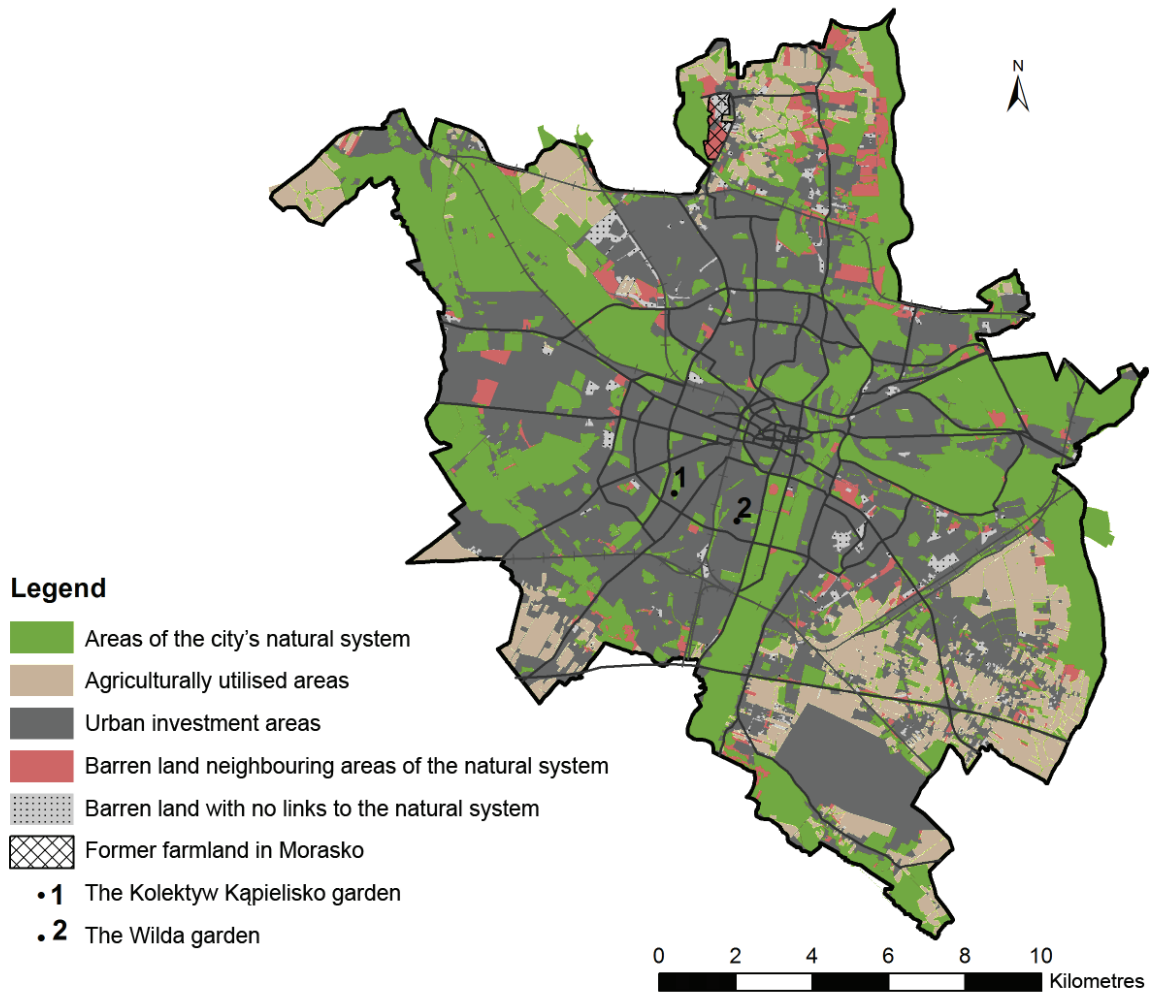 N
1
2
Legend
Areas of the city's natural system
Agriculturally utilised areas
Urban investment areas
Barren land neighbouring areas of the natural system
Barren land with no links to the natural system
Former farmland in Morasko
1 The Kolektyw Kąpielisko garden
2 The Wilda garden
0 2 4 6 8 10
Kilometres